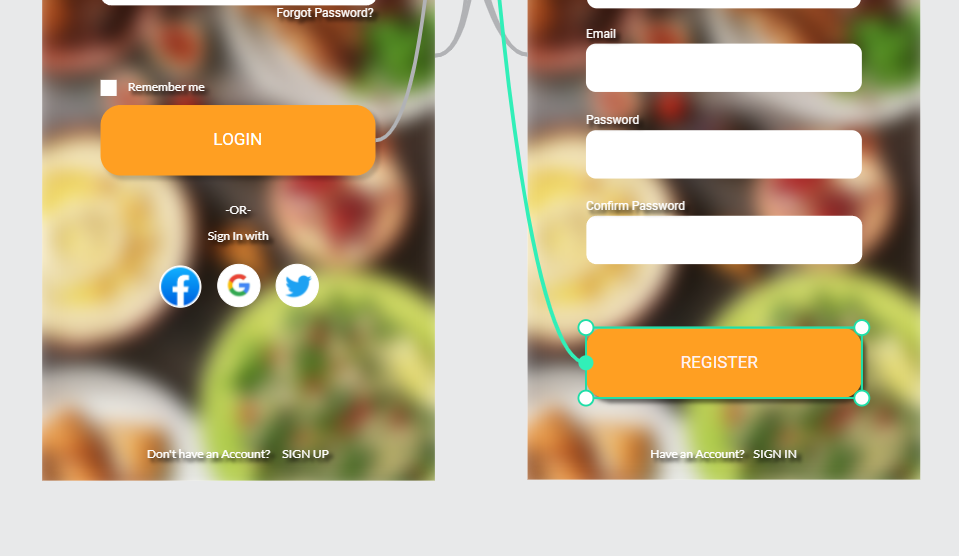 Forgot Password?
Remember me
LOGIN
-OR-
Sign In with
Don't have an Account? SIGN UP
Email
Password
Confirm Password
REGISTER
Have an Account? SIGN IN